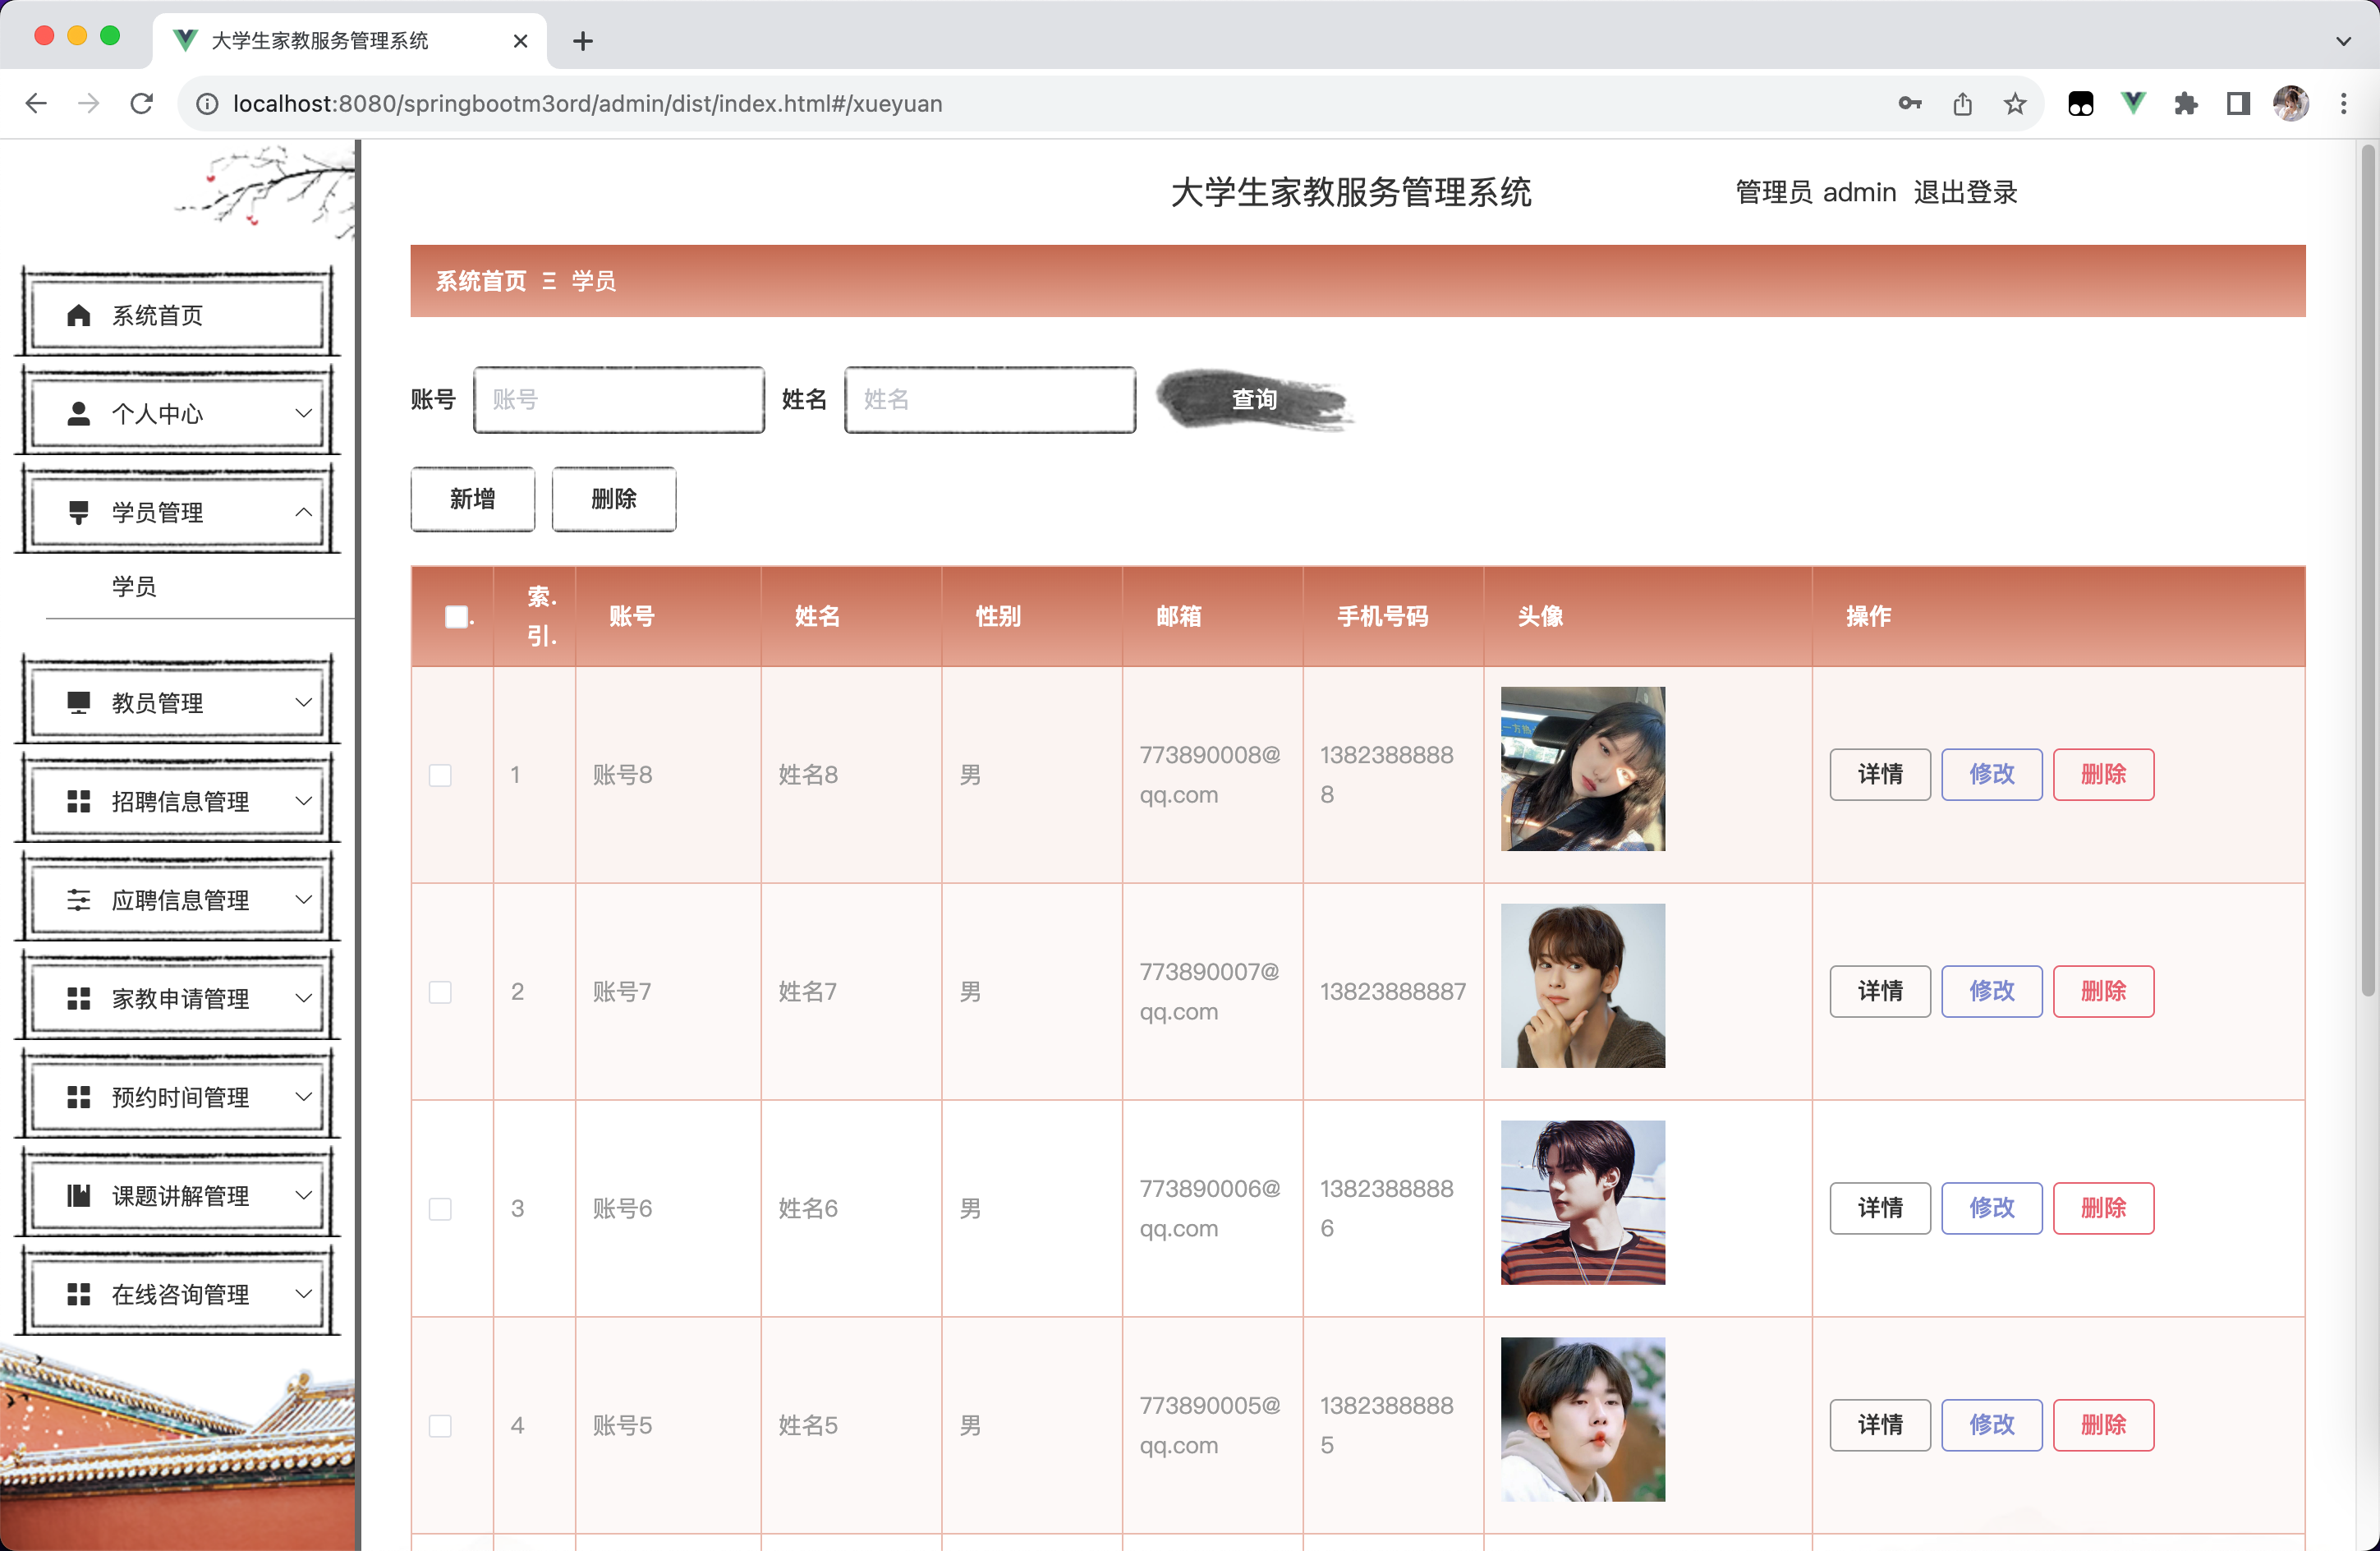 大学生家教服务管理系统
localhost:8080/springbootm3ord/admin/dist/index.html#/xueyuan
大学生家教服务管理系统 管理员 admin 退出登录
系统首页 学员
系统首页
个人中心
学员管理
学员
教员管理
招聘信息管理
应聘信息管理
家教申请管理
预约时间管理
课题讲解管理
在线咨询管理
账号 账号 姓名 姓名 查询
新增 删除
. 索.
引. 账号 姓名 性别 邮箱 手机号码 头像 操作
1 账号8 姓名8 男 773890008@
qq.com 1382388888
8 详情 修改 删除
2 账号7 姓名7 男 773890007@
qq.com 13823888887 详情 修改 删除
3 账号6 姓名6 男 773890006@
qq.com 1382388888
6 详情 修改 删除
4 账号5 姓名5 男 773890005@
qq.com 1382388888
5 详情 修改 删除